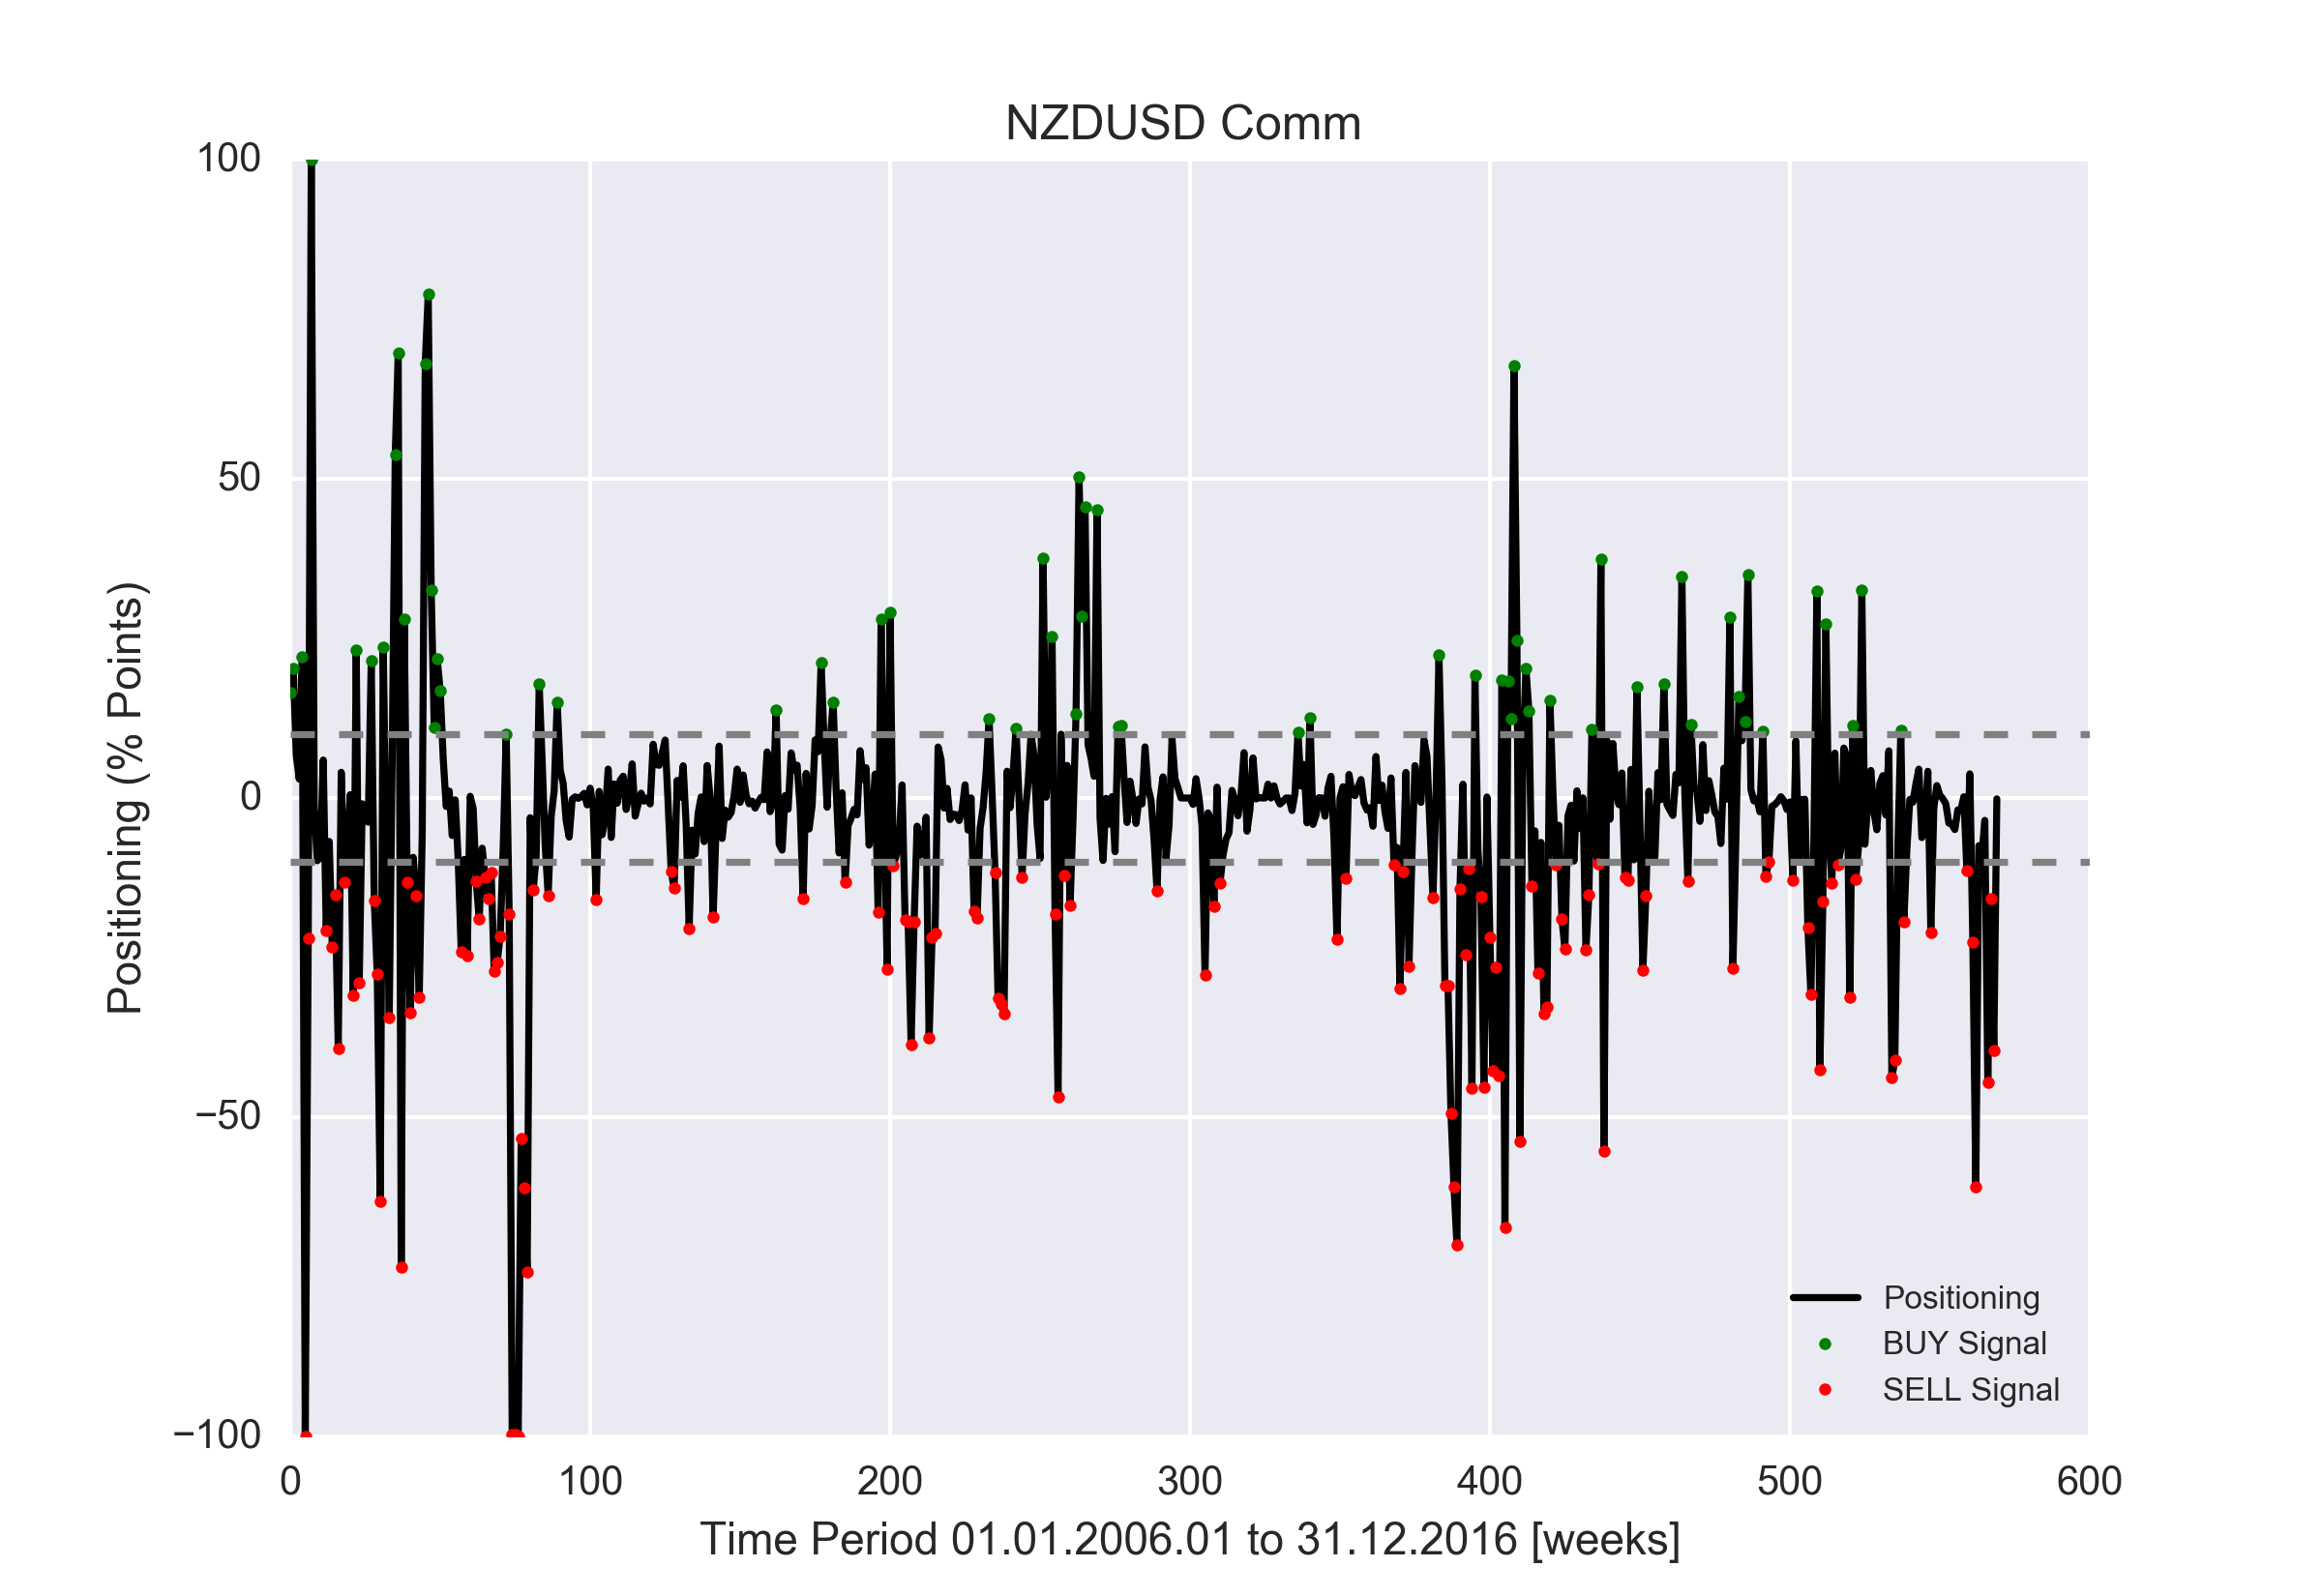 NZDUSD Comm
100
50
0
−50
−100
Positioning (% Points)
0 100 200 300 400 500 600
Time Period 01.01.2006.01 to 31.12.2016 [weeks]
Positioning
BUY Signal
SELL Signal